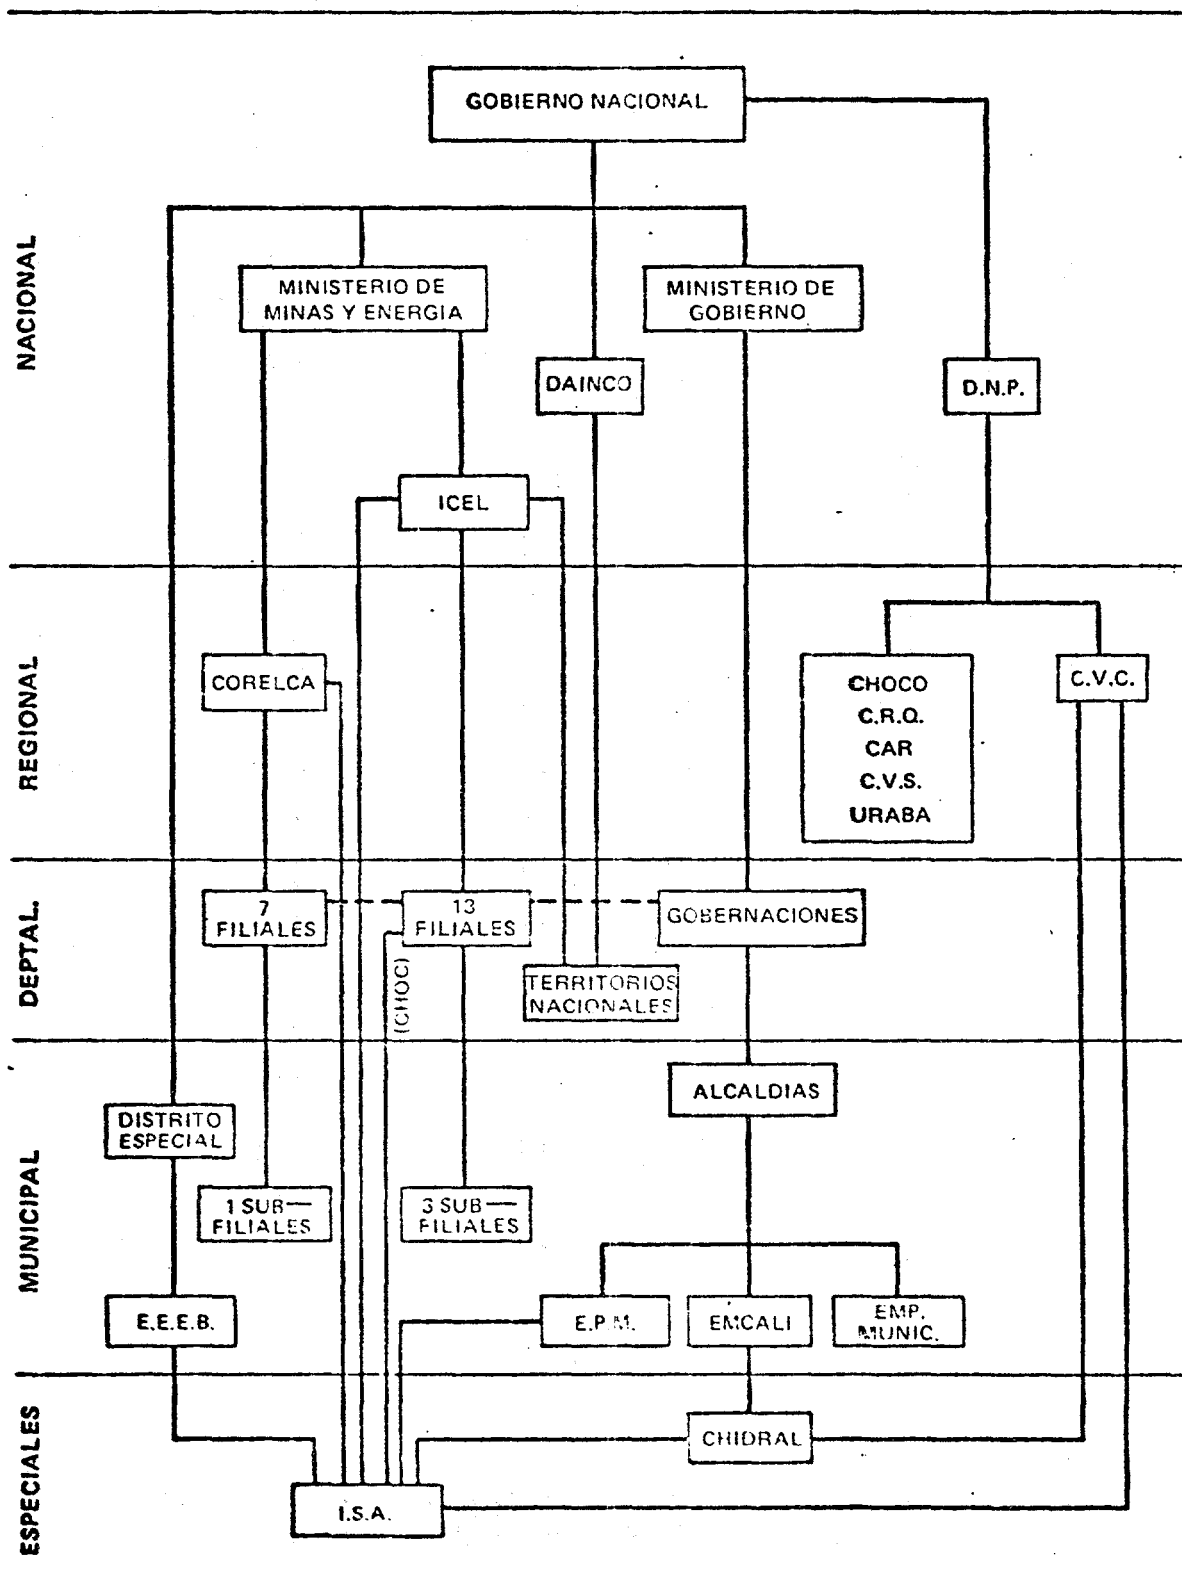 GOBIERNO NACIONAL
NACIONAL
MINISTERIO DE
MINAS Y ENERGIA
MINISTERIO DE
GOBIERNO
DAINCO
D.N.P.
ICEL
REGIONAL
CORELCA
CHOCO
C.R.Q.
CAR
C.V.S.
URABA
C.V.C.
DEPTAL.
7
FILIALES
13
FILIALES
GOBERNACIONES
(CHOC)
TERRITORIOS
NACIONALES
MUNICIPAL
ALCALDIAS
DISTRITO
ESPECIAL
1 SUB—
FILIALES
3 SUB—
FILIALES
E.E.E.B.
E.P.M.
EMCALI
EMP.
MUNIC.
ESPECIALES
CHIDRAL
I.S.A.